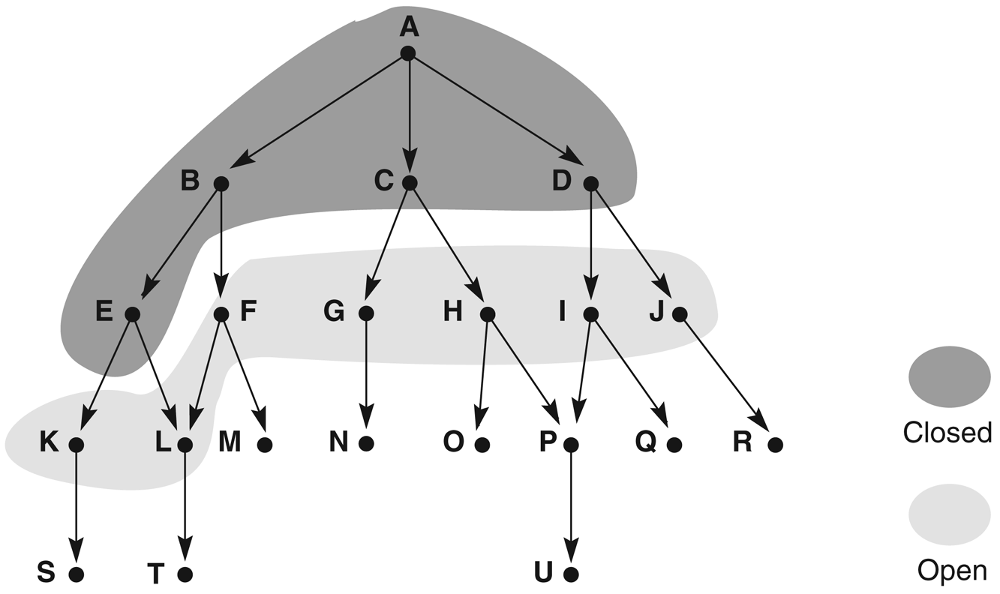 A
B C D
E F G H I J
K L M N O P Q R
Closed
S T U
Open